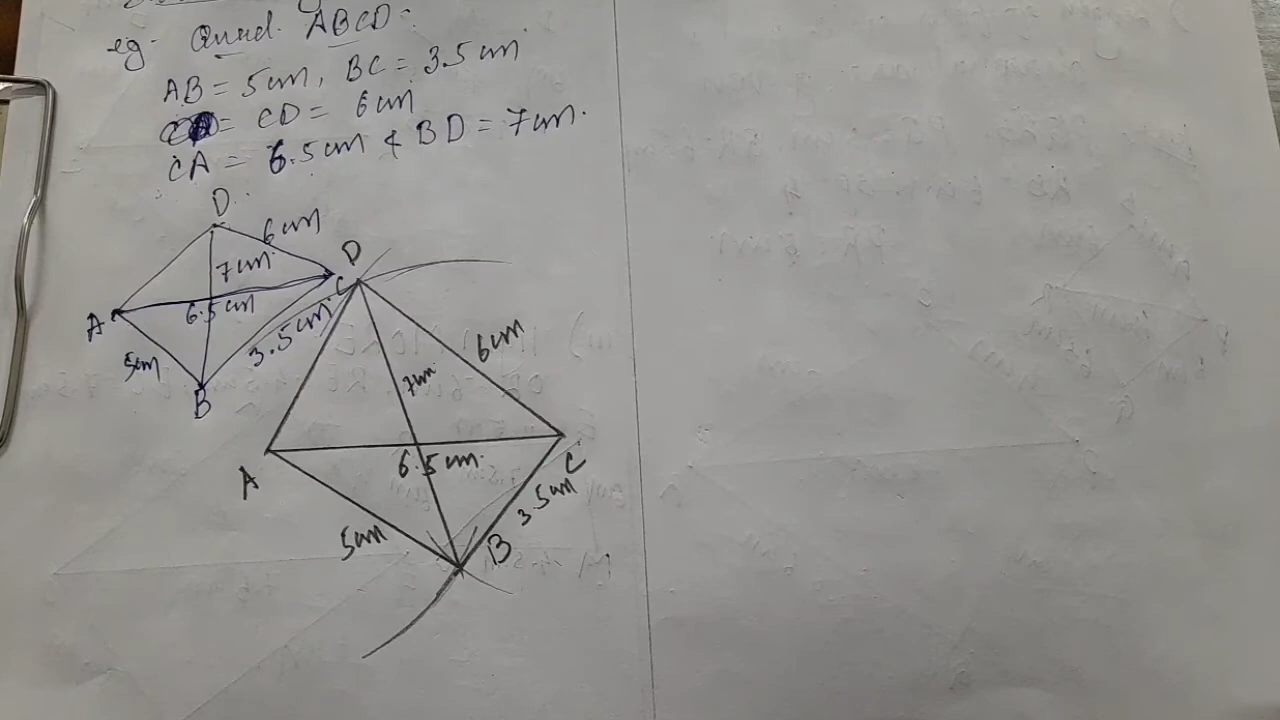 eg. Quad. ABCD:
AB = 5cm, BC = 3.5cm
= CD = 6cm
CA = 6.5cm & BD = 7cm.
D.
6cm
7cm
A
6.5cm
C
5cm
3.5cm
B
D
6cm
7cm
A
6.5cm.
C
5cm
3.5cm
B